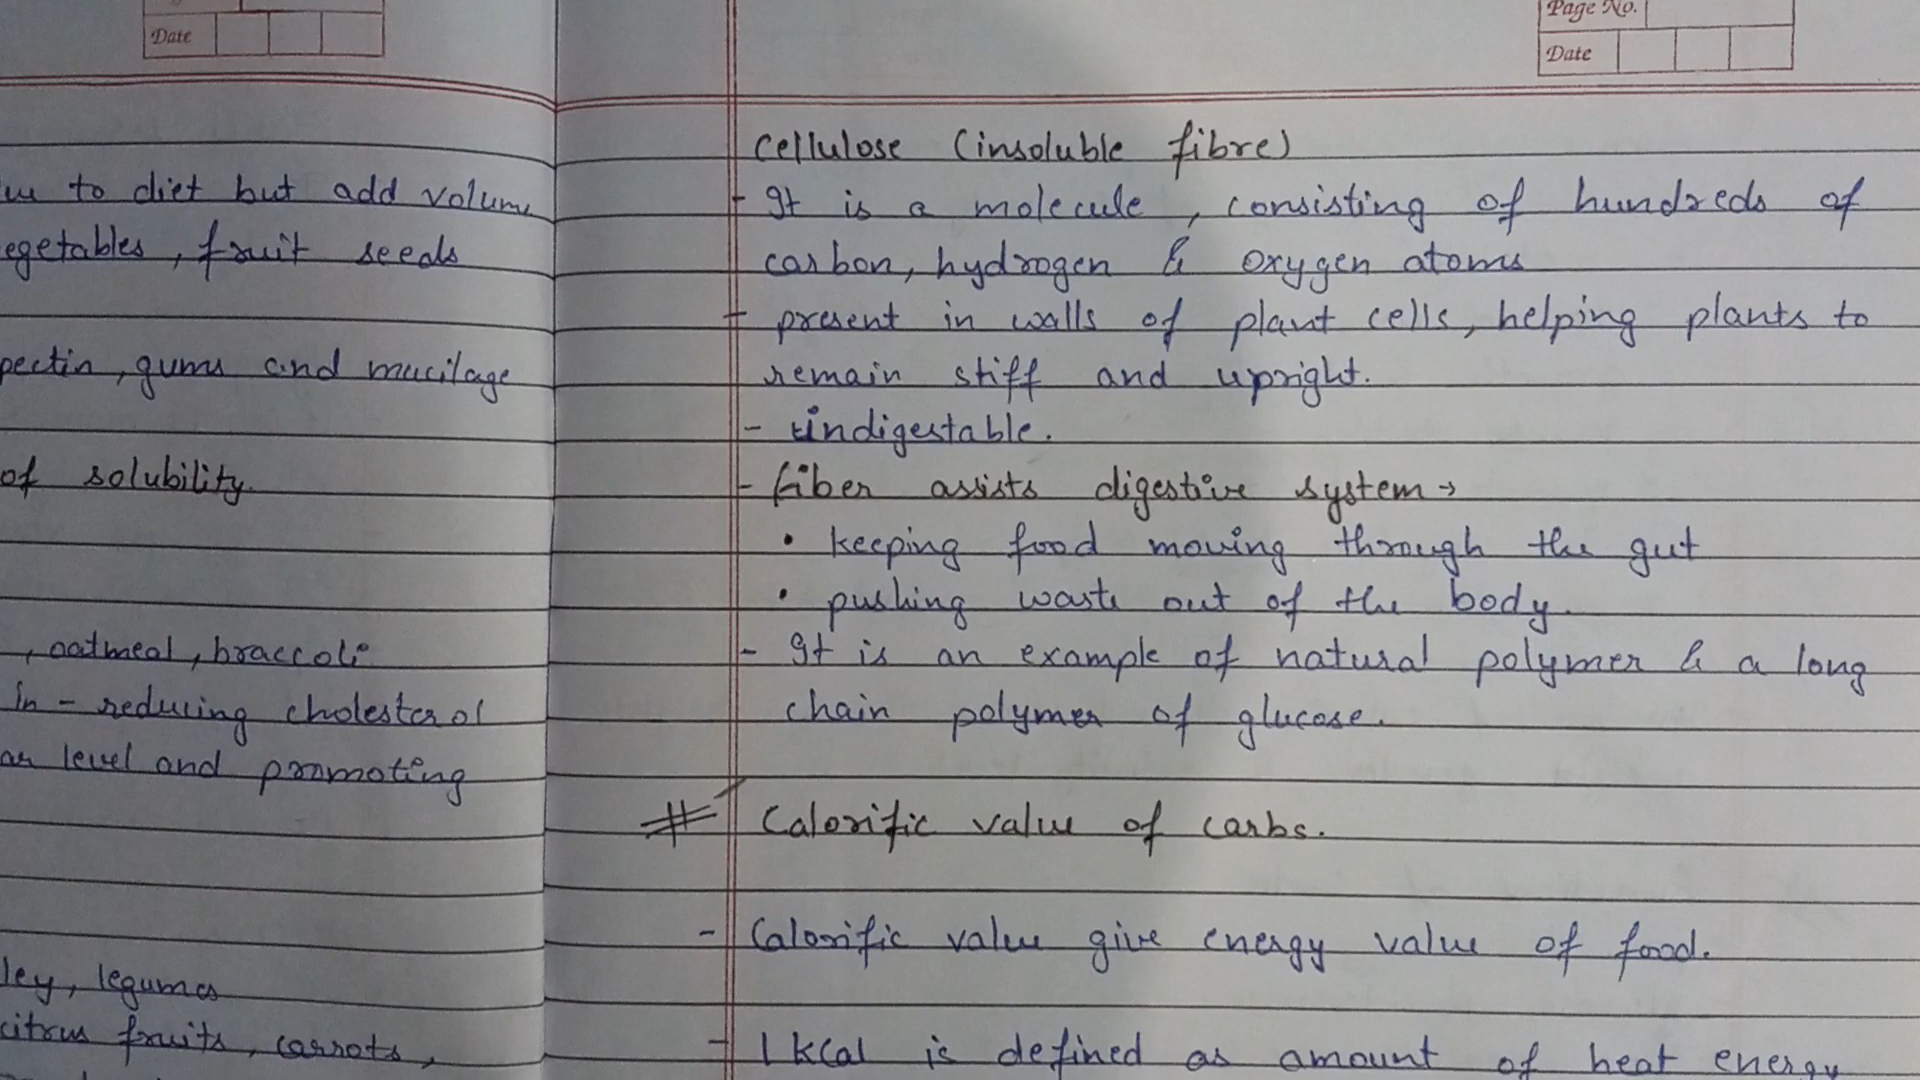 Date
ue to diet but add volume
egetables, fruit seeds
pectin, gums and mucilage
of solubility.
, oatmeal, braccoli
in - reducing cholesterol
ar level and promoting
ley, legumes
citrus fruits, carrots,
Page No.
Date
cellulose (insoluble fibre)
- It is a molecule, consisting of hundreds of
carbon, hydrogen & oxygen atoms
- present in walls of plant cells, helping plants to
remain stiff and upright.
- indigestable.
- fiber assists digestive system →
• keeping food moving through the gut
• pushing waste out of the body.
- It is an example of natural polymer & a long
chain polymer of glucose.
# Calorific value of carbs.
- Calorific value give energy value of food.
- 1 kcal is defined as amount of heat energy